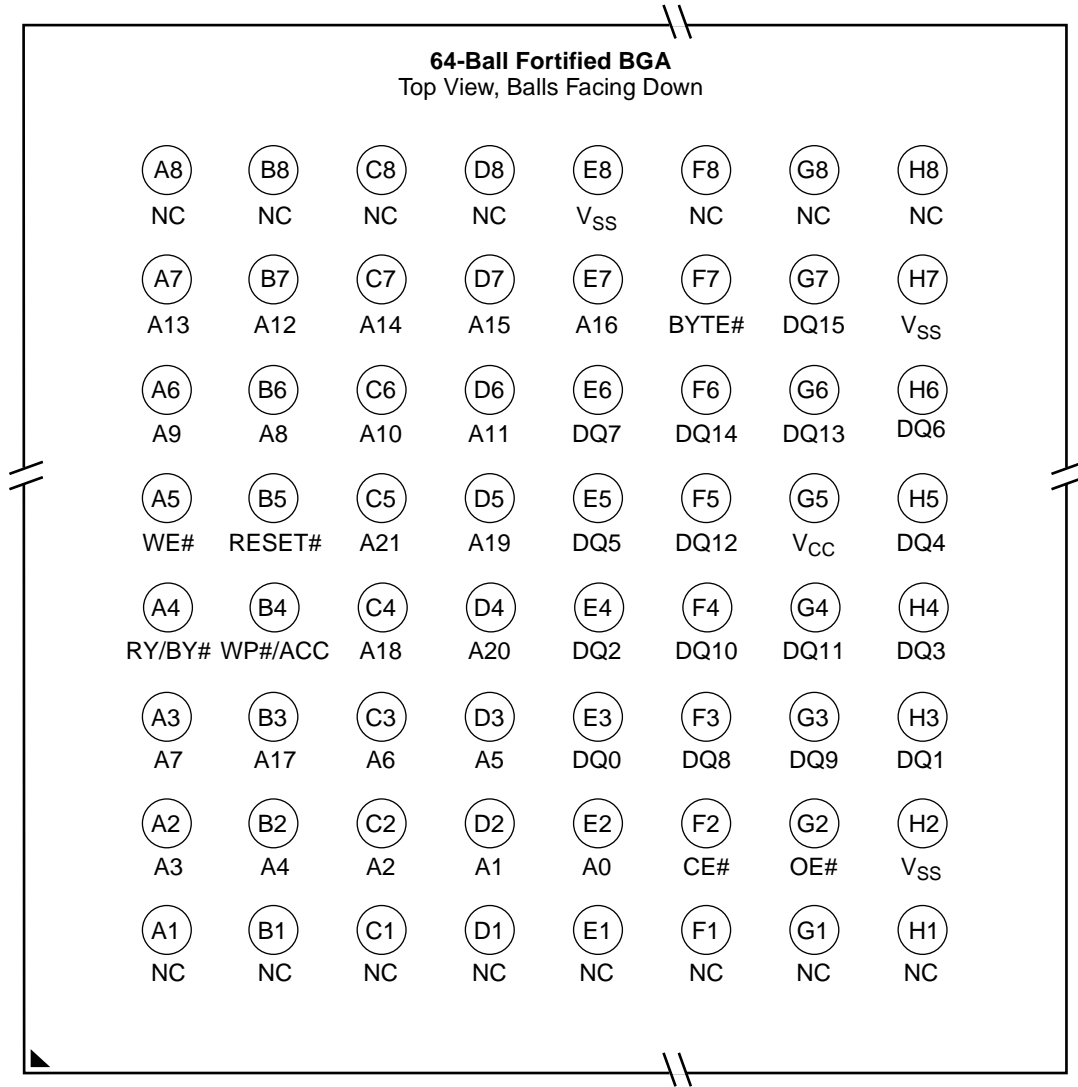 64-Ball Fortified BGA
Top View, Balls Facing Down
A8 B8 C8 D8 E8 F8 G8 H8
NC NC NC NC VSS NC NC NC
A7 B7 C7 D7 E7 F7 G7 H7
A13 A12 A14 A15 A16 BYTE# DQ15 VSS
A6 B6 C6 D6 E6 F6 G6 H6
A9 A8 A10 A11 DQ7 DQ14 DQ13 DQ6
A5 B5 C5 D5 E5 F5 G5 H5
WE# RESET# A21 A19 DQ5 DQ12 VCC DQ4
A4 B4 C4 D4 E4 F4 G4 H4
RY/BY# WP#/ACC A18 A20 DQ2 DQ10 DQ11 DQ3
A3 B3 C3 D3 E3 F3 G3 H3
A7 A17 A6 A5 DQ0 DQ8 DQ9 DQ1
A2 B2 C2 D2 E2 F2 G2 H2
A3 A4 A2 A1 A0 CE# OE# VSS
A1 B1 C1 D1 E1 F1 G1 H1
NC NC NC NC NC NC NC NC